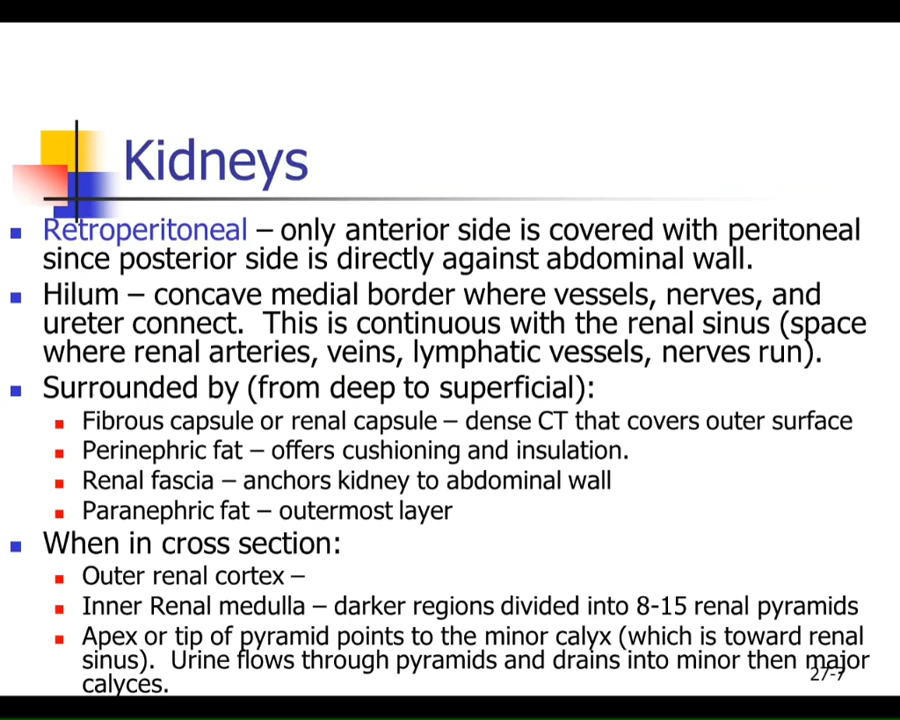 Kidneys
Retroperitoneal – only anterior side is covered with peritoneal
since posterior side is directly against abdominal wall.
Hilum – concave medial border where vessels, nerves, and
ureter connect.  This is continuous with the renal sinus (space
where renal arteries, veins, lymphatic vessels, nerves run).
Surrounded by (from deep to superficial):
Fibrous capsule or renal capsule – dense CT that covers outer surface
Perinephric fat – offers cushioning and insulation.
Renal fascia – anchors kidney to abdominal wall
Paranephric fat – outermost layer
When in cross section:
Outer renal cortex –
Inner Renal medulla – darker regions divided into 8-15 renal pyramids
Apex or tip of pyramid points to the minor calyx (which is toward renal
sinus).  Urine flows through pyramids and drains into minor then major
calyces.
27-7